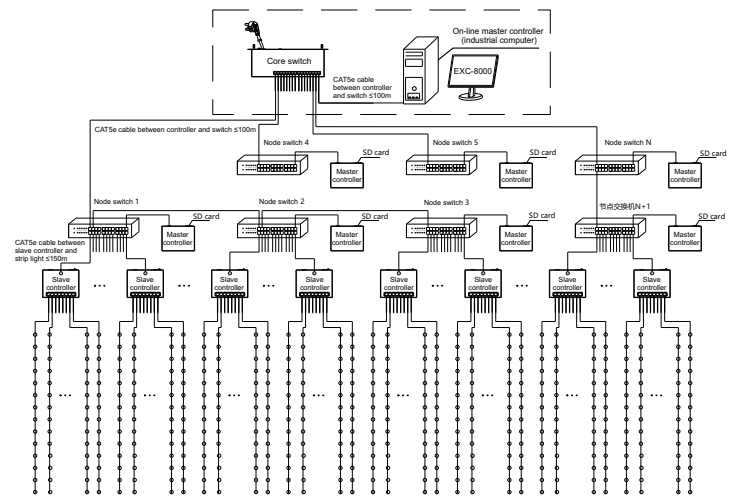 On-line master controller
(industrial computer)
Core switch
EXC-8000
CAT5e cable
between controller
and switch ≤100m
CAT5e cable between controller and switch ≤100m
Node switch 4
SD card
Master
controller
Node switch 5
SD card
Master
controller
Node switch N
SD card
Master
controller
Node switch 1
SD card
Master
controller
Node switch 2
SD card
Master
controller
Node switch 3
SD card
Master
controller
节点交换机N+1
SD card
Master
controller
CAT5e cable between
slave controller and
strip light ≤150m
Slave
controller
...
Slave
controller
...
Slave
controller
...
Slave
controller
...
Slave
controller
...
Slave
controller
...
Slave
controller
...
Slave
controller
...
...
...
...
...
...
...
...